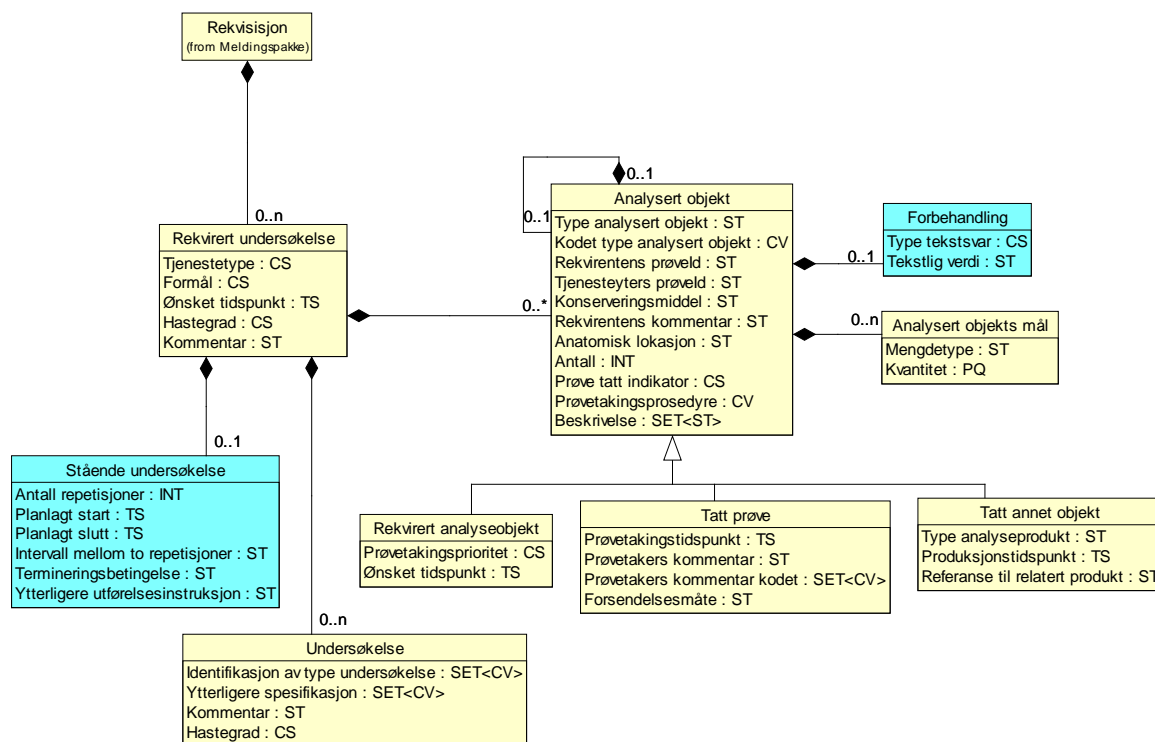 Rekvisisjon
(from Meldingspakke)
0..n
Rekvirert undersøkelse
Tjenestetype : CS
Formål : CS
Ønsket tidspunkt : TS
Hastegrad : CS
Kommentar : ST
0..*
0..1
0..1
Analysert objekt
Type analysert objekt : ST
Kodet type analysert objekt : CV
Rekvirentens prøveId : ST
Tjenesteyters prøveId : ST
Konserveringsmiddel : ST
Rekvirentens kommentar : ST
Anatomisk lokasjon : ST
Antall : INT
Prøve tatt indikator : CS
Prøvetakingsprosedyre : CV
Beskrivelse : SET<ST>
0..1
Forbehandling
Type tekstsvar : CS
Tekstlig verdi : ST
0..n
Analysert objekts mål
Mengdetype : ST
Kvantitet : PQ
0..1
Stående undersøkelse
Antall repetisjoner : INT
Planlagt start : TS
Planlagt slutt : TS
Intervall mellom to repetisjoner : ST
Termineringsbetingelse : ST
Ytterligere utførelsesinstruksjon : ST
Rekvirert analyseobjekt
Prøvetakingsprioritet : CS
Ønsket tidspunkt : TS
Tatt prøve
Prøvetakingstidspunkt : TS
Prøvetakers kommentar : ST
Prøvetakers kommentar kodet : SET<CV>
Forsendelsesmåte : ST
Tatt annet objekt
Type analyseprodukt : ST
Produksjonstidspunkt : TS
Referanse til relatert produkt : ST
0..n
Undersøkelse
Identifikasjon av type undersøkelse : SET<CV>
Ytterligere spesifikasjon : SET<CV>
Kommentar : ST
Hastegrad : CS